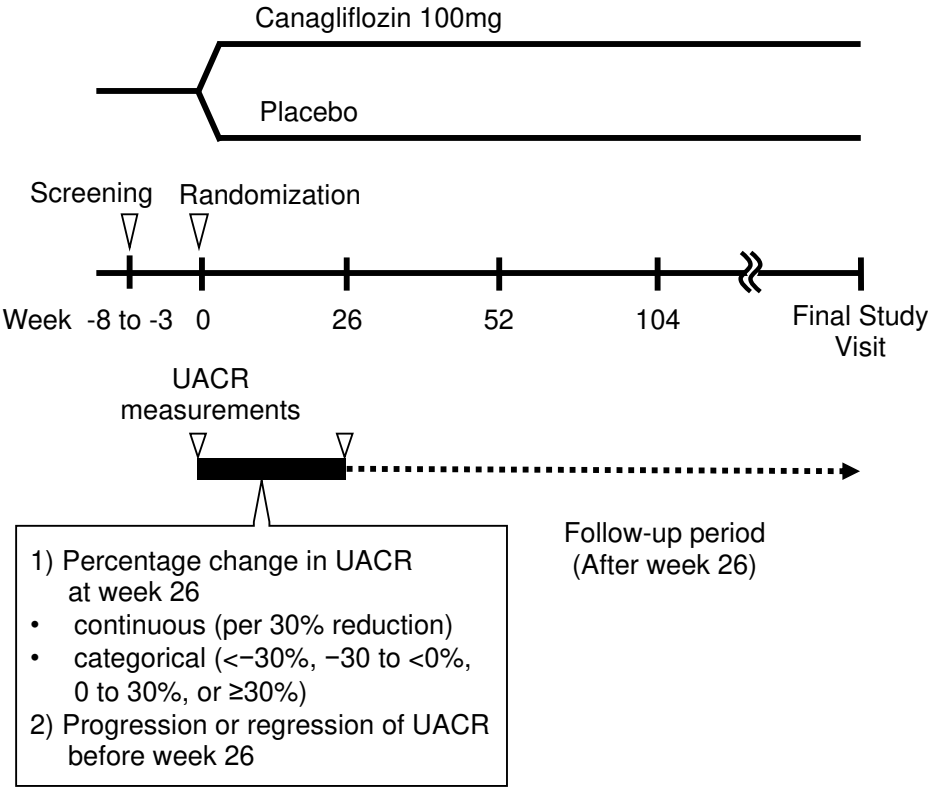 Canagliflozin 100mg
Placebo
Screening Randomization
Week -8 to -3 0 26 52 104 Final Study
Visit
UACR
measurements
Follow-up period
(After week 26)
1) Percentage change in UACR
at week 26
• continuous (per 30% reduction)
• categorical (<−30%, −30 to <0%,
0 to 30%, or ≥30%)
2) Progression or regression of UACR
before week 26